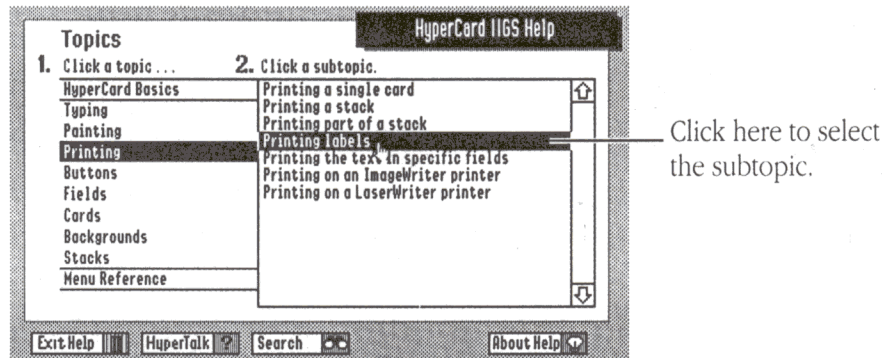 HyperCard IIGS Help
Topics
1. Click a topic ...
2. Click a subtopic.
HyperCard Basics
Typing
Painting
Printing
Buttons
Fields
Cards
Backgrounds
Stacks
Menu Reference
Printing a single card
Printing a stack
Printing part of a stack
Printing labels
Printing the text in specific fields
Printing on an ImageWriter printer
Printing on a LaserWriter printer
Click here to select
the subtopic.
Exit Help
HyperTalk ?
Search
About Help